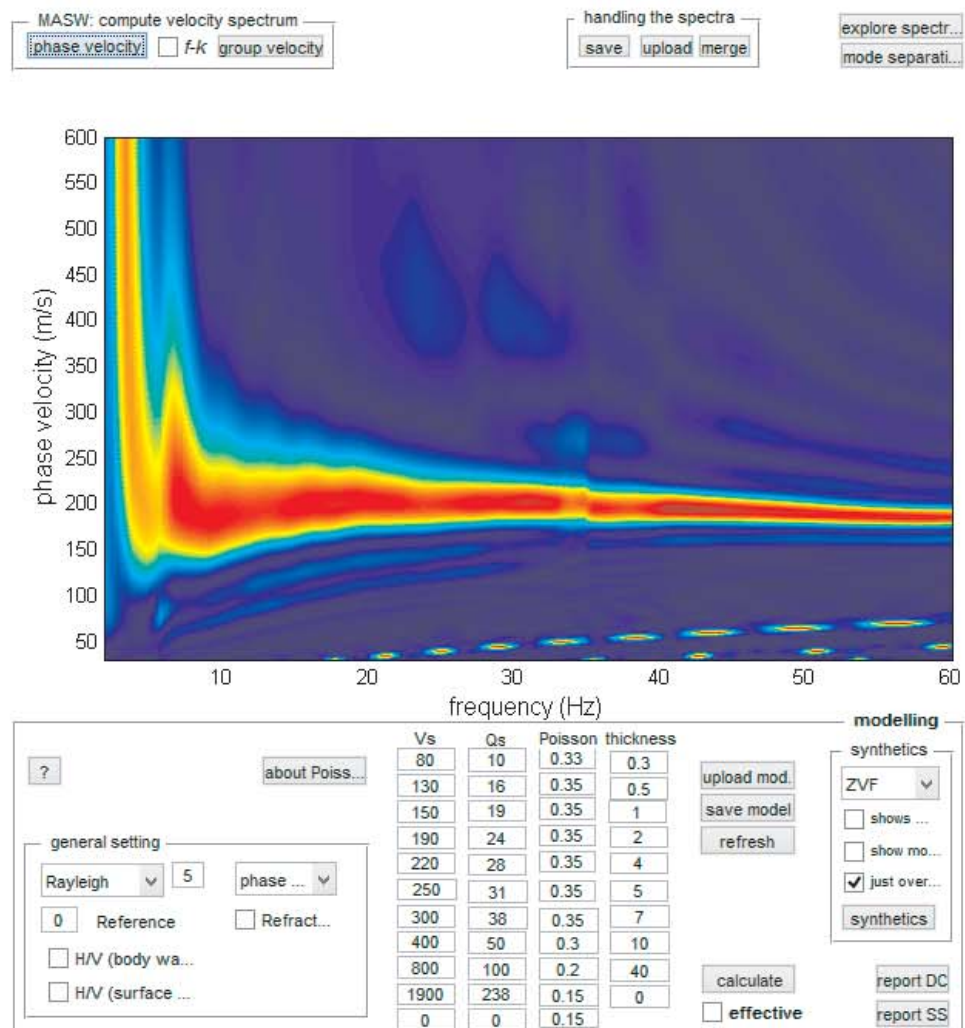 MASW: compute velocity spectrum
phase velocity f-k group velocity
handling the spectra
save upload merge
explore spectr...
mode separati...
600
550
500
450
400
350
300
250
200
150
100
50
phase velocity (m/s)
10 20 30 40 50 60
frequency (Hz)
modelling
?
about Poiss...
Vs Qs Poisson thickness
80 10 0.33 0.3
130 16 0.35 0.5
150 19 0.35 1
190 24 0.35 2
220 28 0.35 4
250 31 0.35 5
300 38 0.35 7
400 50 0.3 10
800 100 0.2 40
1900 238 0.15 0
0 0 0.15
upload mod.
save model
refresh
synthetics
ZVF
shows ...
show mo...
just over...
synthetics
general setting
Rayleigh 5 phase ...
0 Reference Refract...
H/V (body wa...
H/V (surface ...
calculate
effective
report DC
report SS